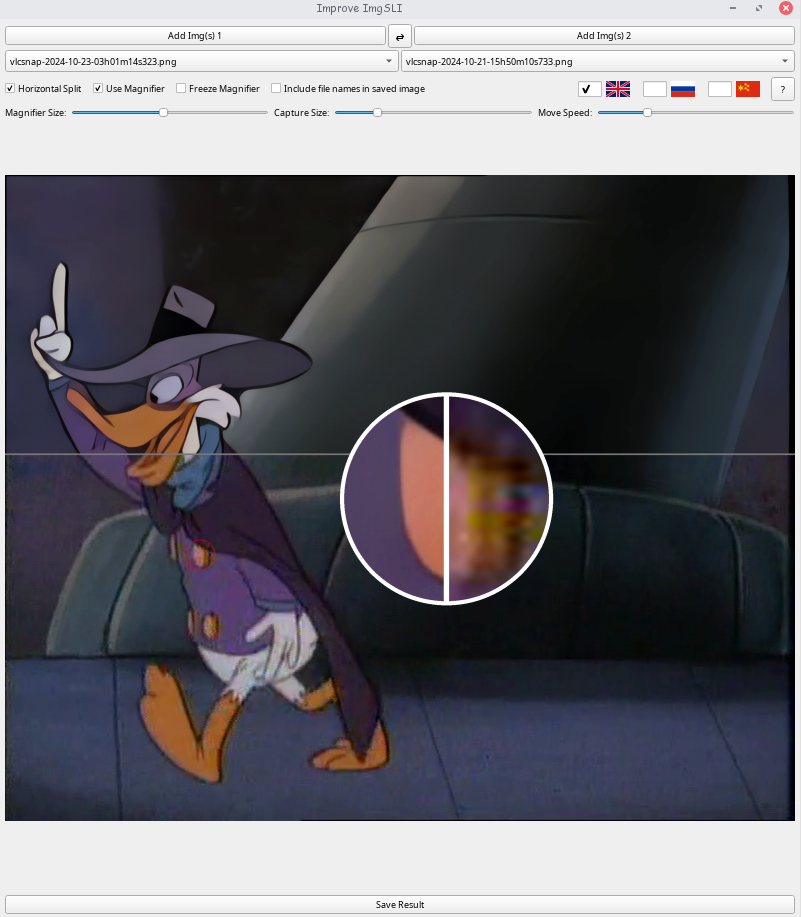 Improve ImgSLI
Add Img(s) 1
Add Img(s) 2
vlcsnap-2024-10-23-03h01m14s323.png
vlcsnap-2024-10-21-15h50m10s733.png
Horizontal Split
Use Magnifier
Freeze Magnifier
Include file names in saved image
?
Magnifier Size:
Capture Size:
Move Speed:
Save Result